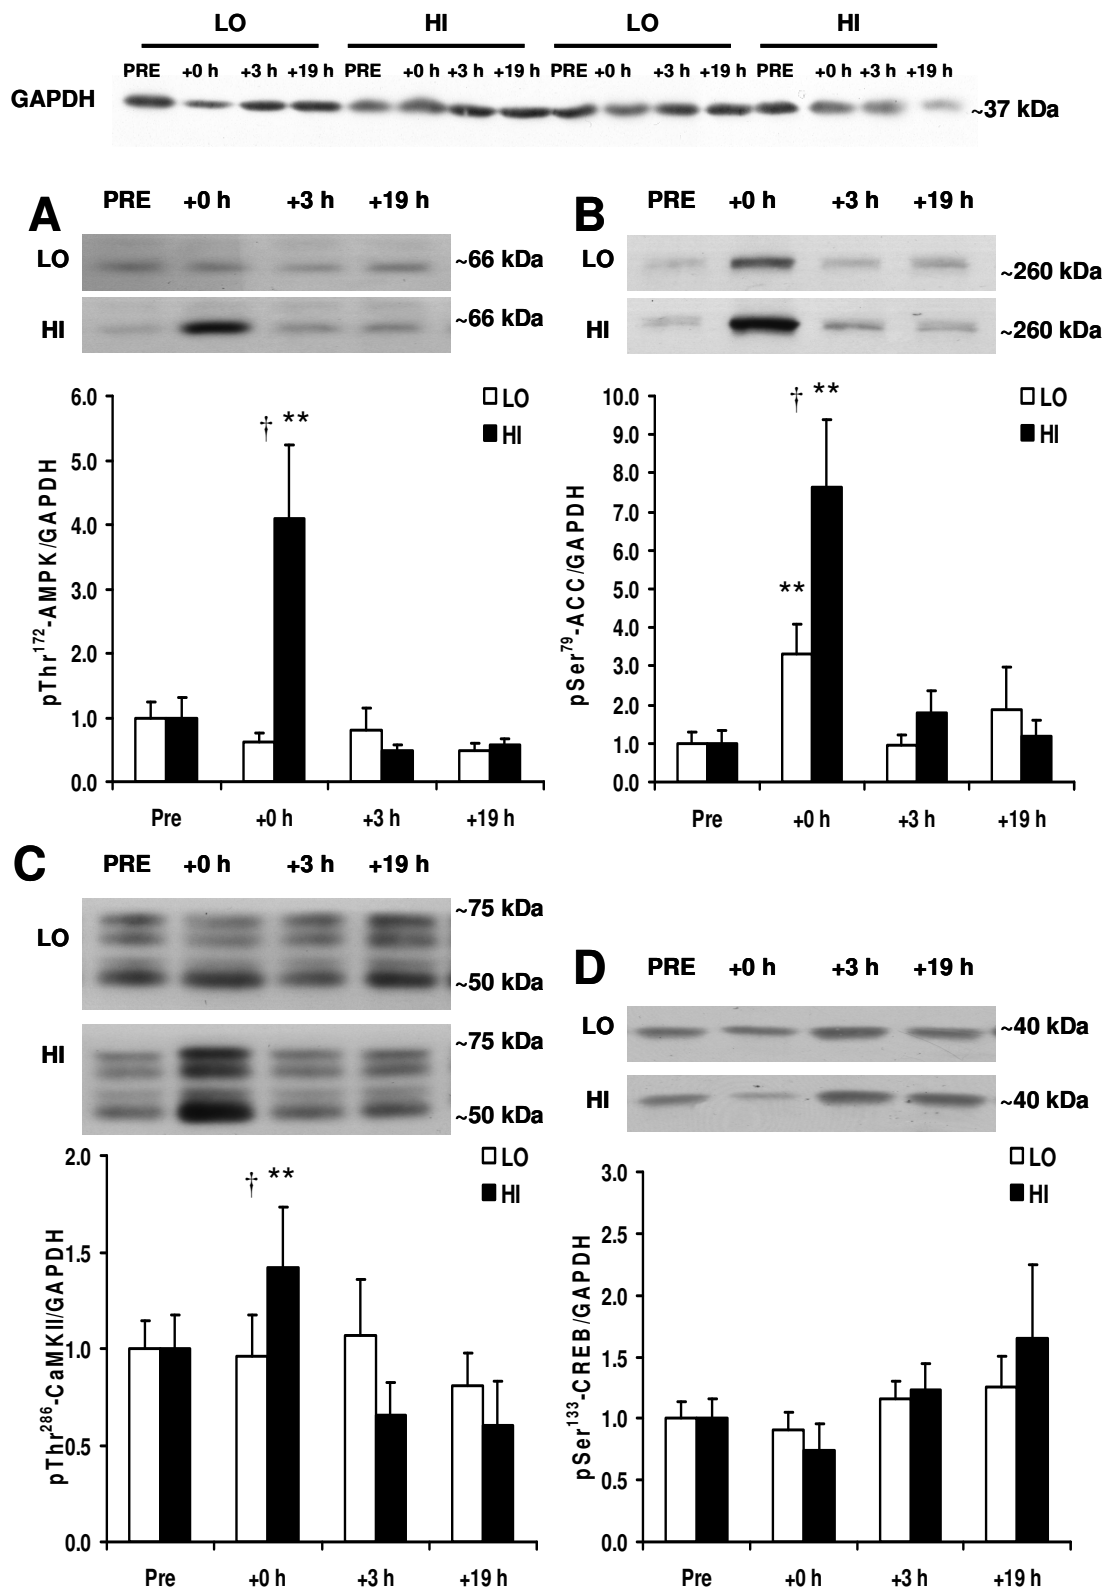 LO HI LO HI
PRE +0 h +3 h +19 h PRE +0 h +3 h +19 h PRE +0 h +3 h +19 h PRE +0 h +3 h +19 h
GAPDH ~37 kDa
A PRE +0 h +3 h +19 h
LO ~66 kDa
HI ~66 kDa
6.0
5.0
4.0
3.0
2.0
1.0
0.0
pThr172-AMPK/GAPDH
† **
LO
HI
Pre +0 h +3 h +19 h
B PRE +0 h +3 h +19 h
LO ~260 kDa
HI ~260 kDa
10.0
9.0
8.0
7.0
6.0
5.0
4.0
3.0
2.0
1.0
0.0
pSer79-ACC/GAPDH
† **
**
LO
HI
Pre +0 h +3 h +19 h
C PRE +0 h +3 h +19 h
LO ~75 kDa
~50 kDa
HI ~75 kDa
~50 kDa
2.0
1.5
1.0
0.5
0.0
pThr286-CaMKII/GAPDH
† **
LO
HI
Pre +0 h +3 h +19 h
D PRE +0 h +3 h +19 h
LO ~40 kDa
HI ~40 kDa
3.0
2.5
2.0
1.5
1.0
0.5
0.0
pSer133-CREB/GAPDH
LO
HI
Pre +0 h +3 h +19 h